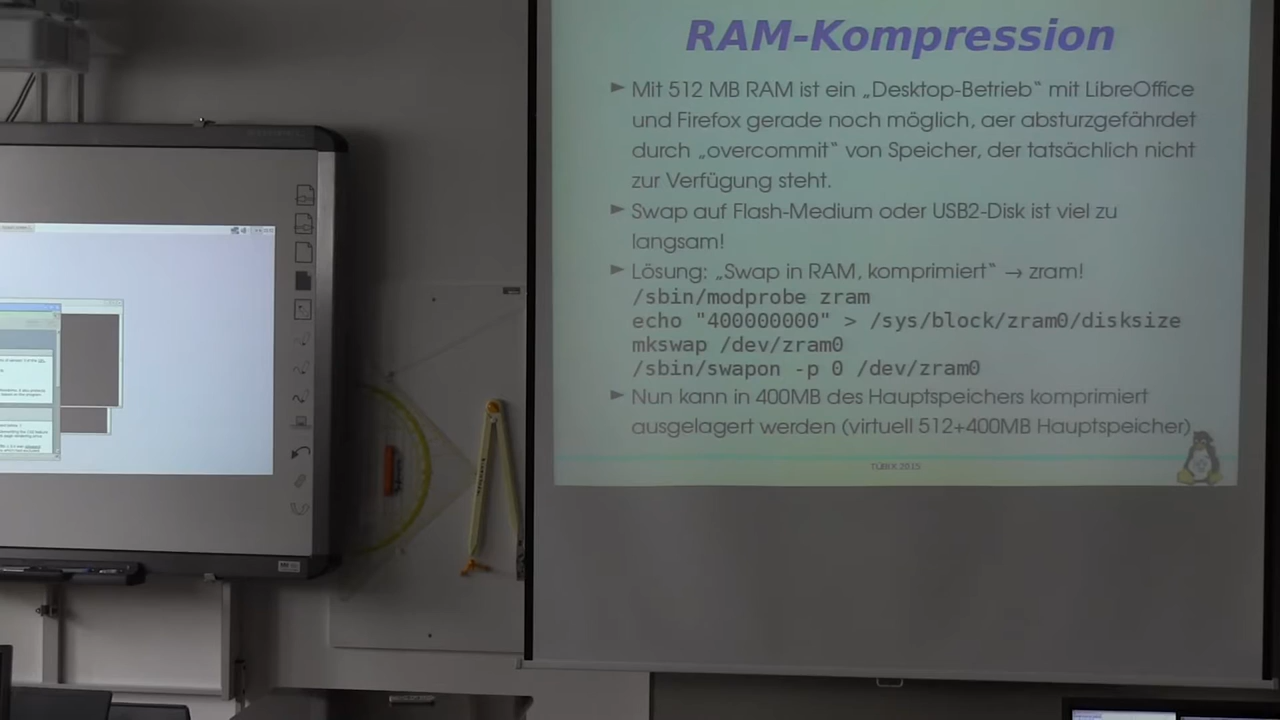 RAM-Kompression
► Mit 512 MB RAM ist ein „Desktop-Betrieb“ mit LibreOffice
und Firefox gerade noch möglich, aer absturzgefährdet
durch „overcommit“ von Speicher, der tatsächlich nicht
zur Verfügung steht.
► Swap auf Flash-Medium oder USB2-Disk ist viel zu
langsam!
► Lösung: „Swap in RAM, komprimiert“ → zram!
/sbin/modprobe zram
echo "400000000" > /sys/block/zram0/disksize
mkswap /dev/zram0
/sbin/swapon -p 0 /dev/zram0
► Nun kann in 400MB des Hauptspeichers komprimiert
ausgelagert werden (virtuell 512+400MB Hauptspeicher)
TÜBIX 2015